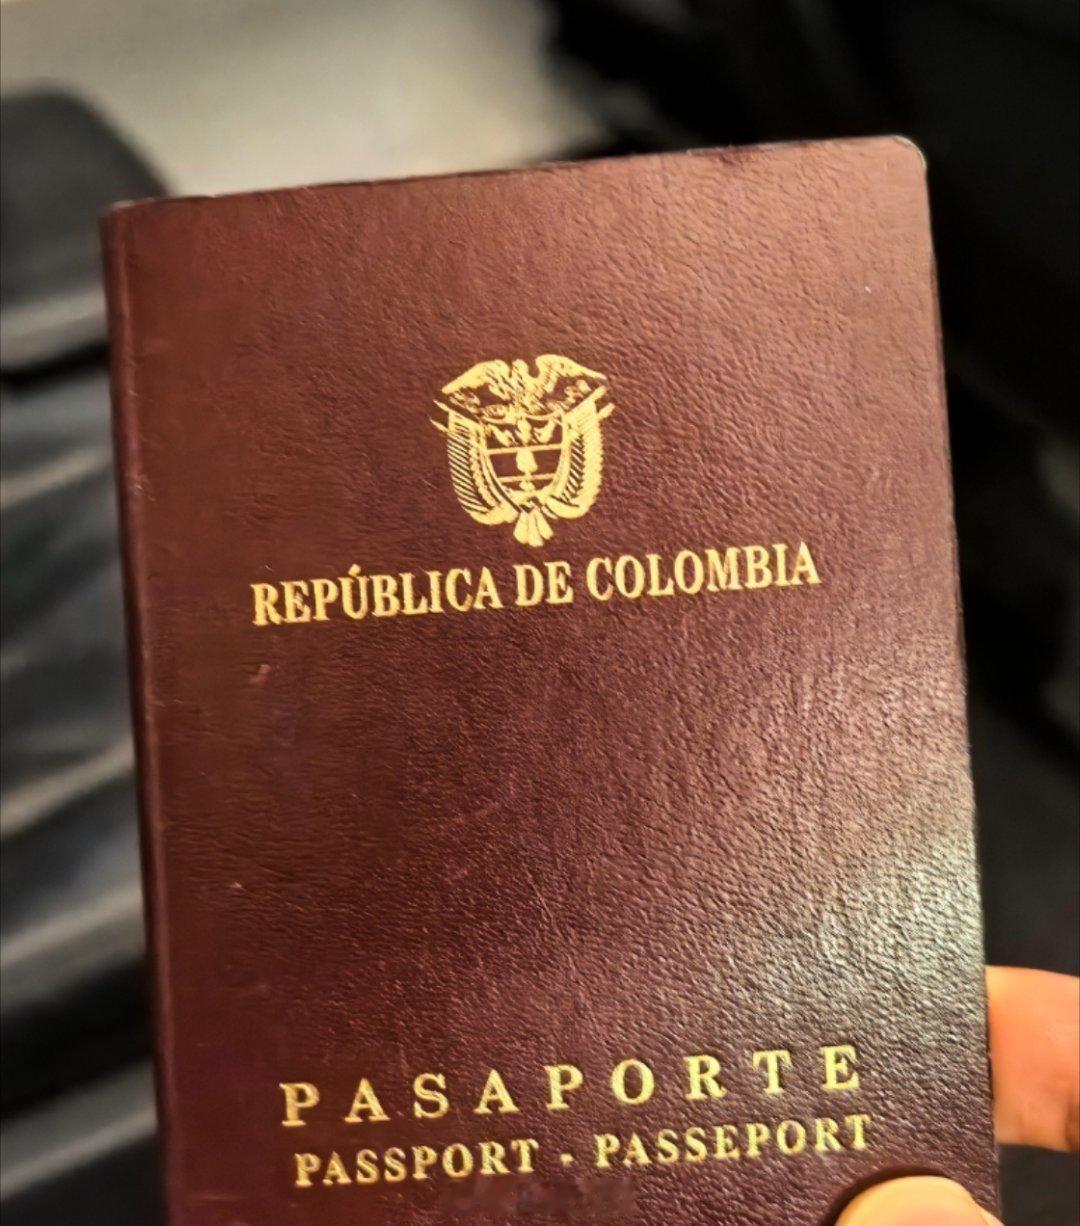 REPÚBLICA DE COLOMBIA
PASAPORTE
PASSPORT - PASSEPORT